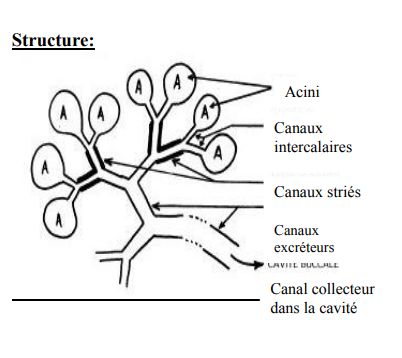 Structure:
A
A
A
A
A
A
A
A
Acini
Canaux
intercalaires
Canaux striés
Canaux
excréteurs
CAVITE BUCCALE
Canal collecteur
dans la cavité